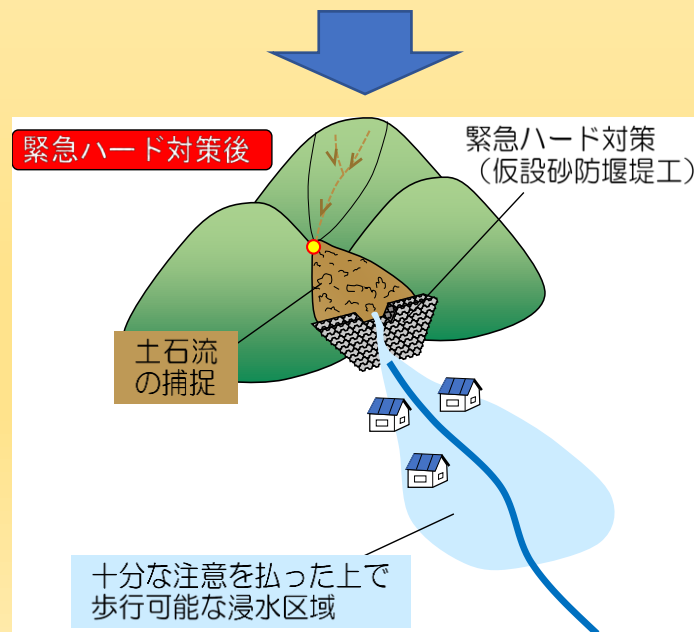 緊急ハード対策後
緊急ハード対策
（仮設砂防堰堤工）
土石流
の捕捉
十分な注意を払った上で
歩行可能な浸水区域